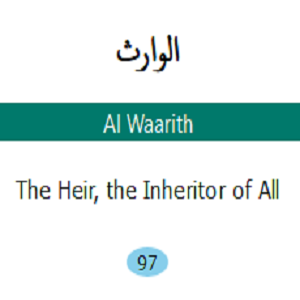 الوارث
Al Waarith
The Heir, the Inheritor of All
97